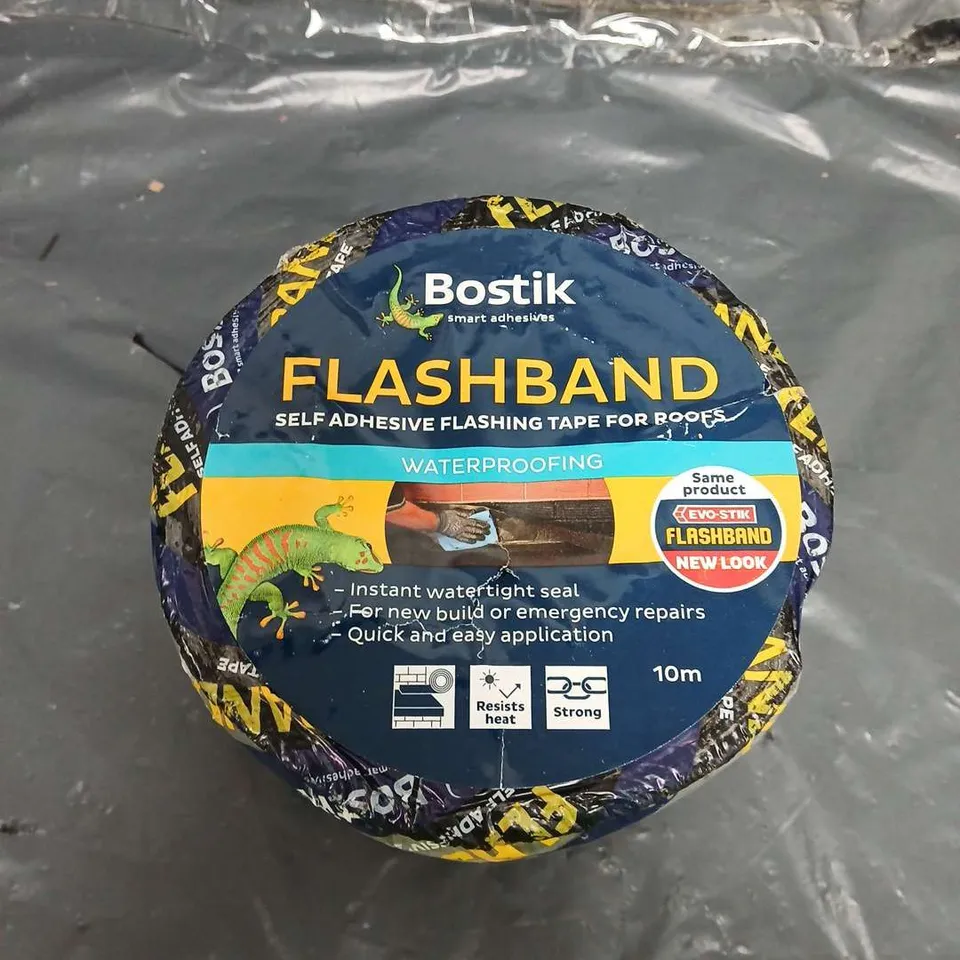 Bostik
smart adhesives
FLASHBAND
SELF ADHESIVE FLASHING TAPE FOR ROOFS
WATERPROOFING
Same
product
EVO-STIK
FLASHBAND
NEW LOOK
– Instant watertight seal
– For new build or emergency repairs
– Quick and easy application
10m
Resists
heat
Strong